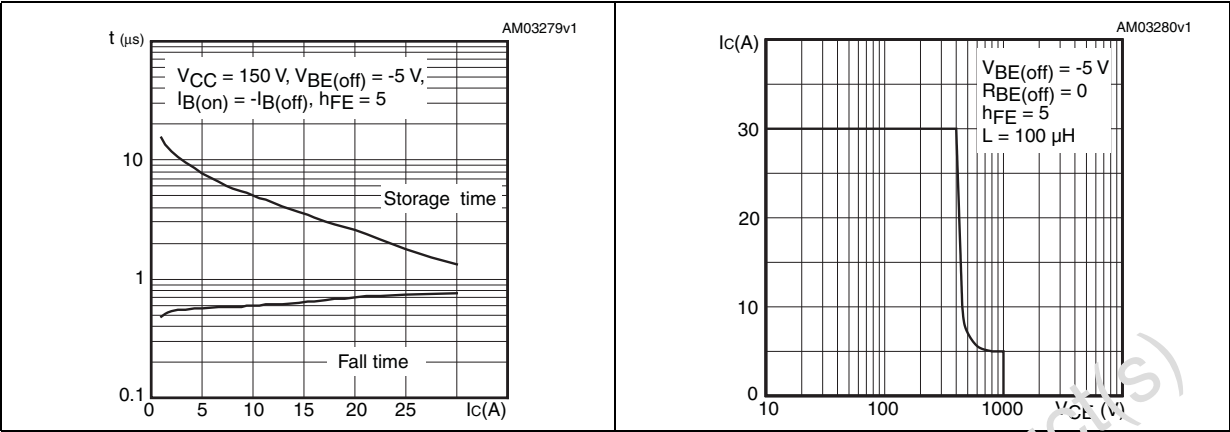 AM03279v1
t (μs)
VCC = 150 V, VBE(off) = -5 V,
IB(on) = -IB(off), hFE = 5
10
Storage time
1
Fall time
0.1
0 5 10 15 20 25 IC(A)
AM03280v1
IC(A)
VBE(off) = -5 V
RBE(off) = 0
hFE = 5
L = 100 μH
30
20
10
0
10 100 1000 VCE (V)